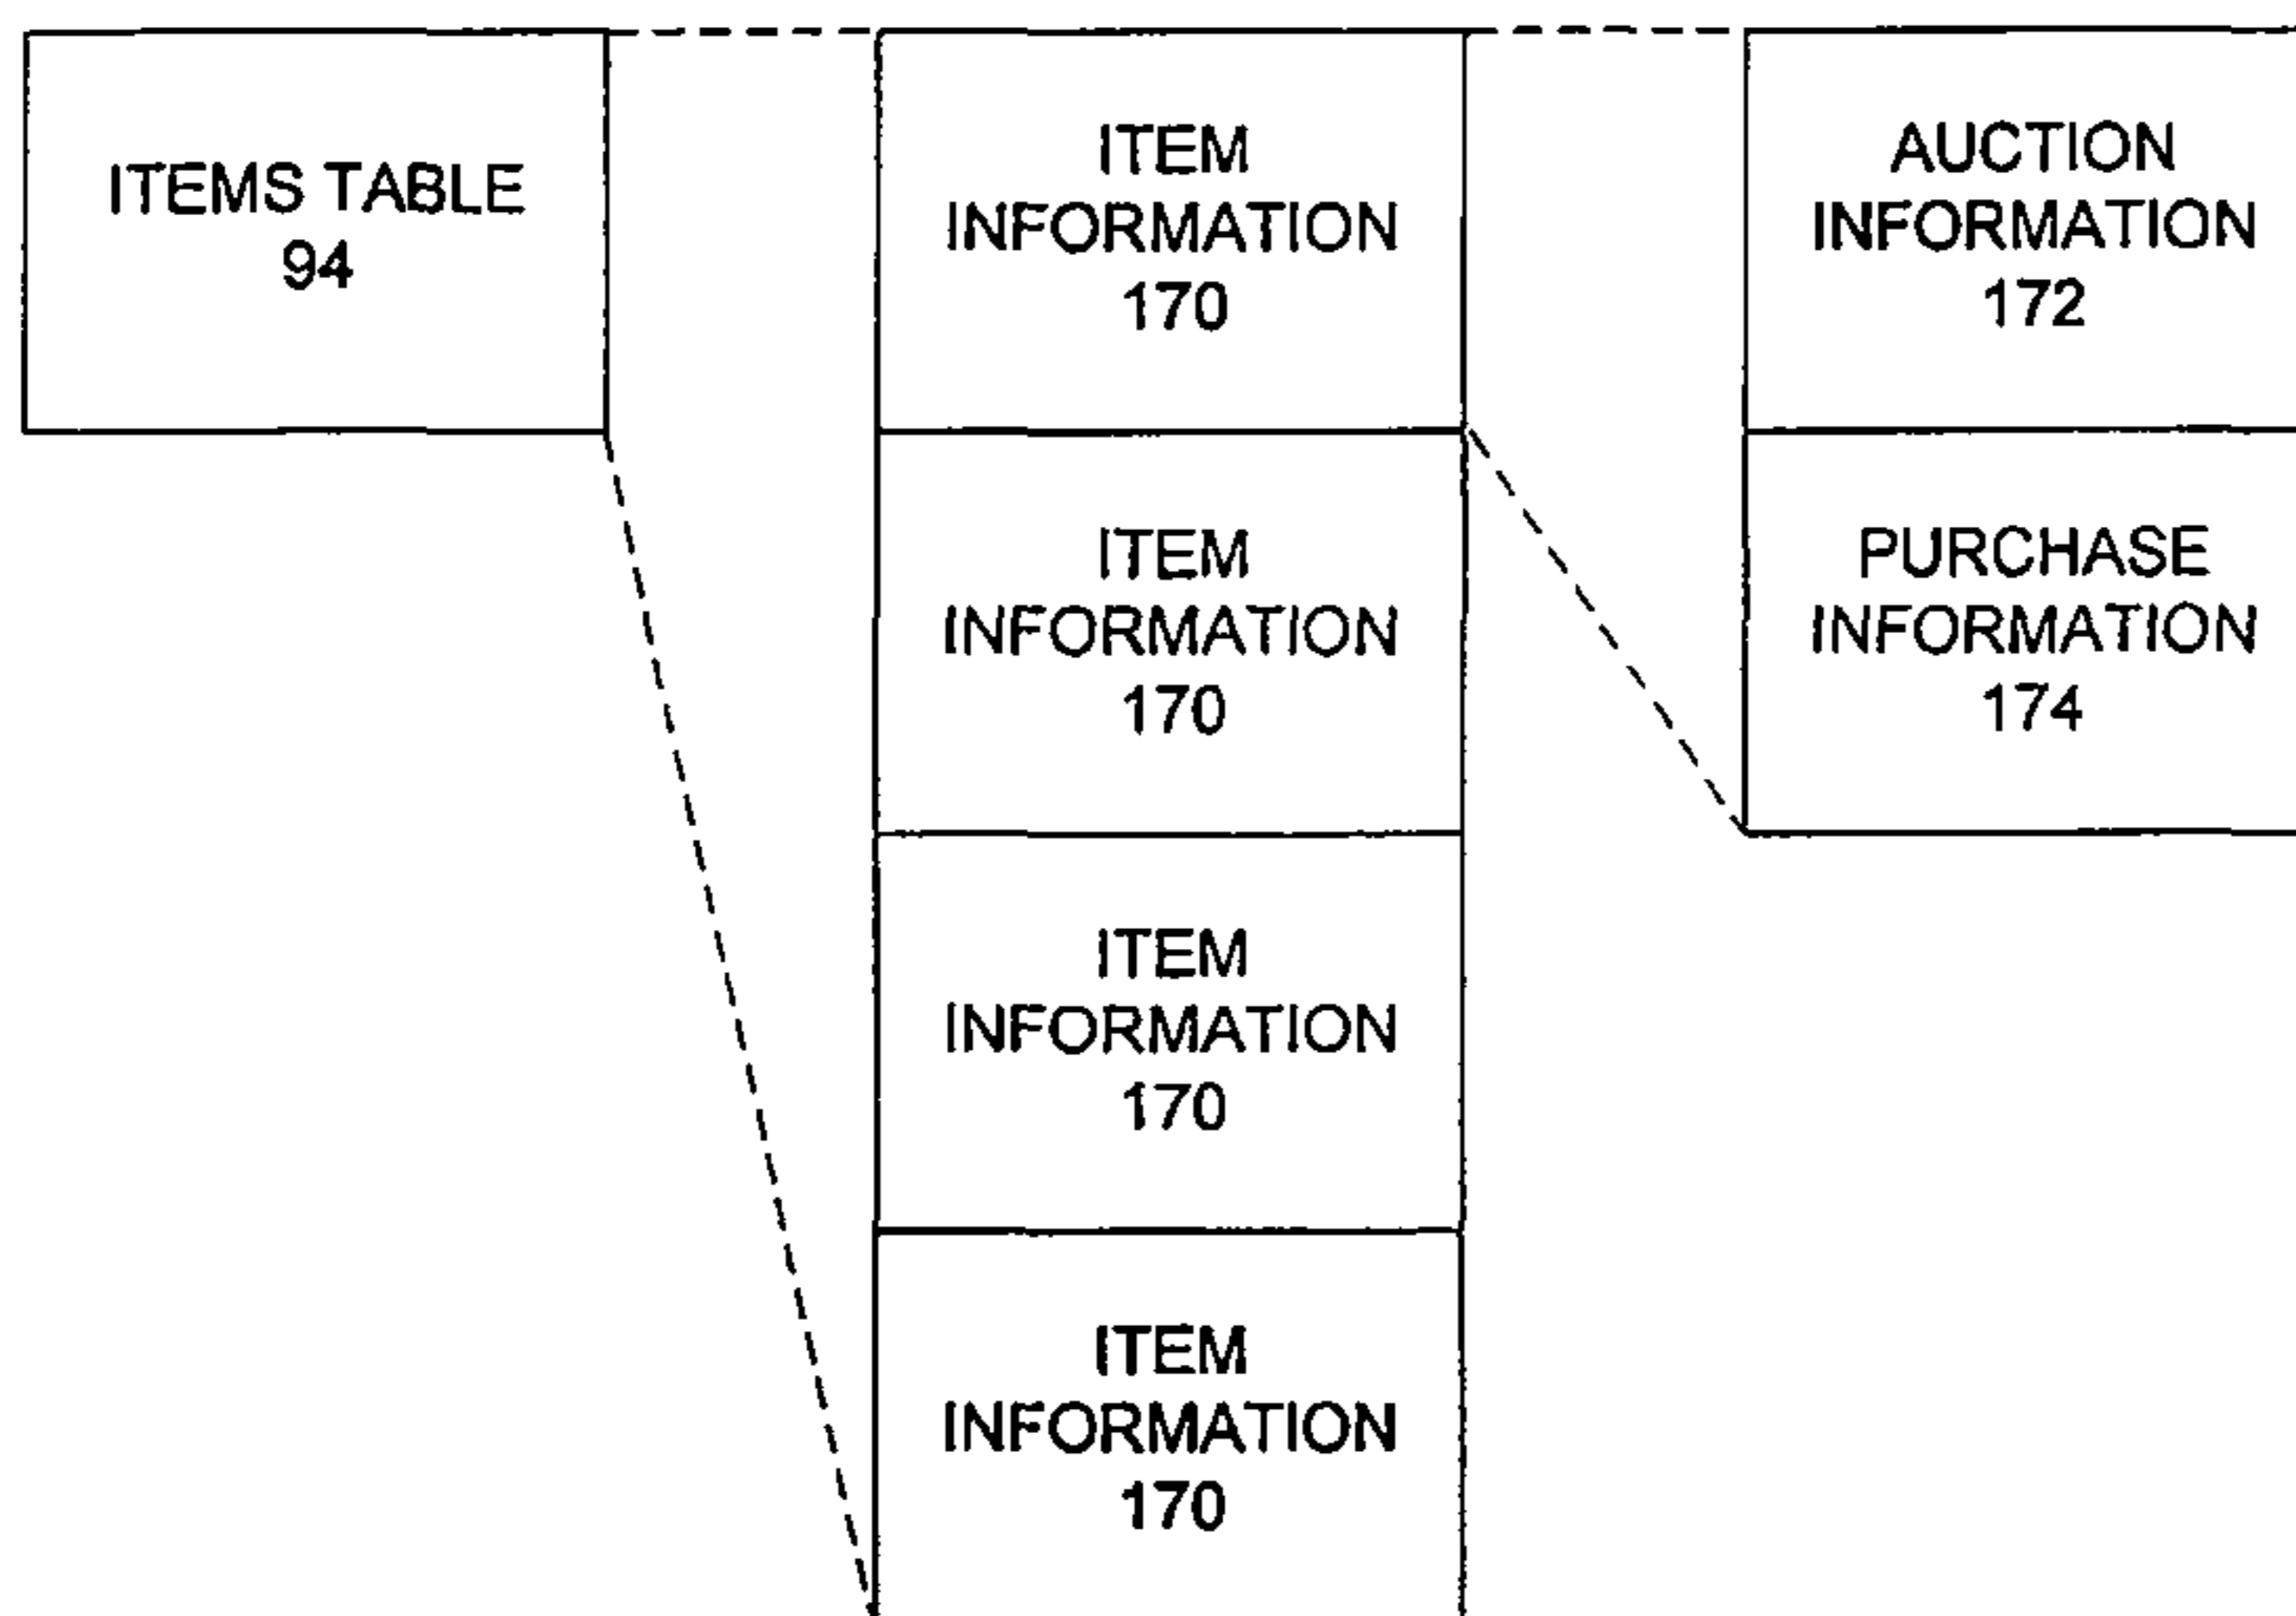 ITEMS TABLE
94
ITEM
INFORMATION
170
ITEM
INFORMATION
170
ITEM
INFORMATION
170
ITEM
INFORMATION
170
AUCTION
INFORMATION
172
PURCHASE
INFORMATION
174